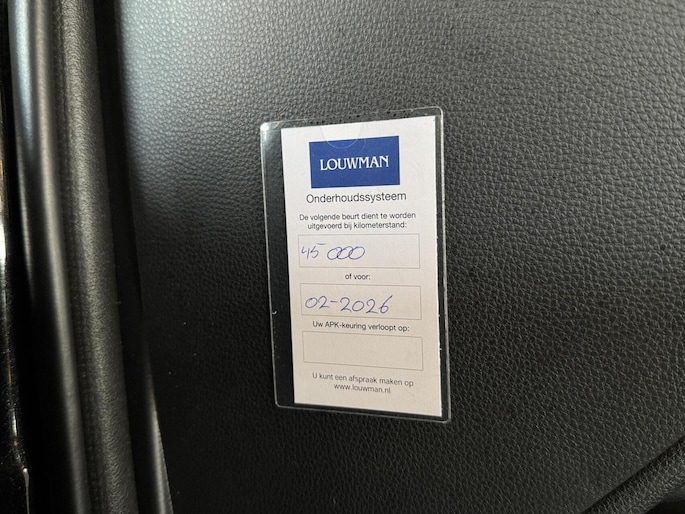 LOUWMAN
Onderhoudssysteem
De volgende beurt dient te worden
uitgevoerd bij kilometerstand:
45 000
of voor:
02-2026
Uw APK-keuring verloopt op:
U kunt een afspraak maken op
www.louwman.nl